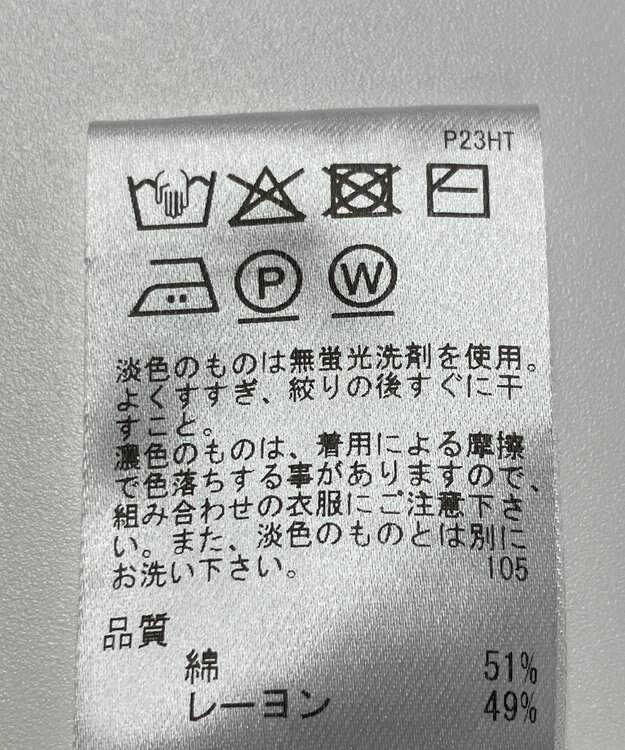 P23HT
P W
淡色のものは無蛍光洗剤を使用。
よくすすぎ、絞りの後すぐに干
すこと。
濃色のものは、着用による摩擦
で色落ちする事がありますので、
組み合わせの衣服にご注意下さ
い。また、淡色のものとは別に
お洗い下さい。 105
品質
綿 51%
レーヨン 49%